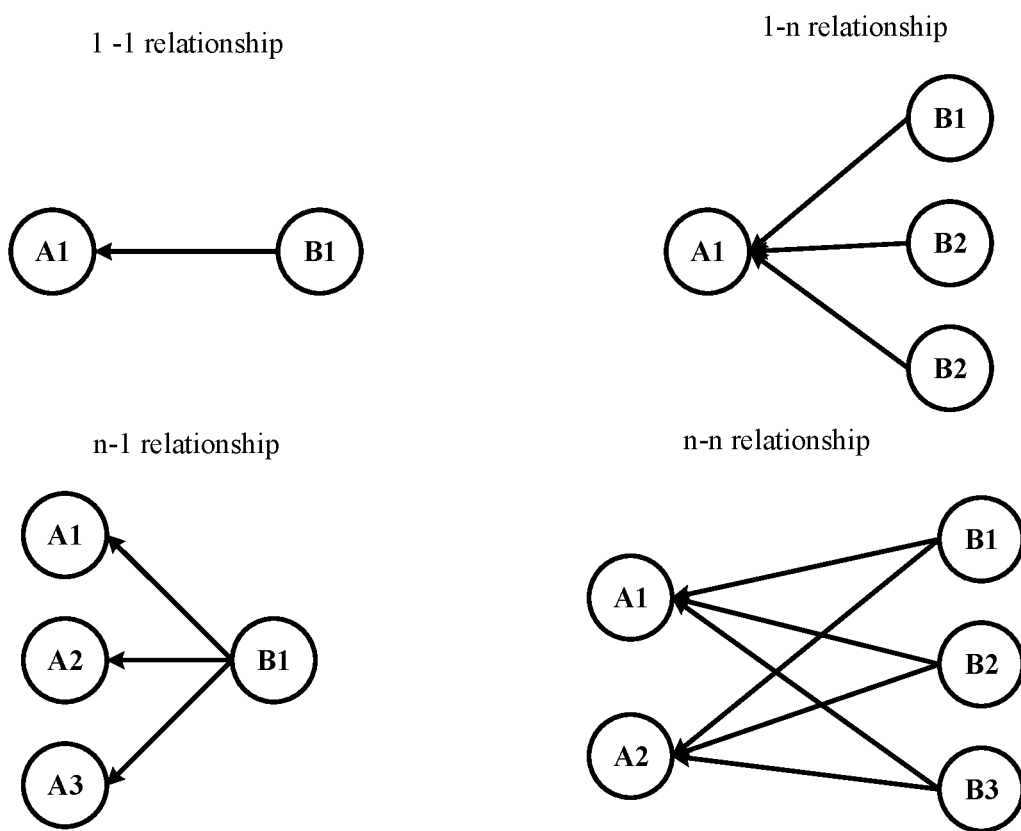 1 -1 relationship
A1
B1
1-n relationship
B1
A1
B2
B2
n-1 relationship
A1
A2
B1
A3
n-n relationship
B1
A1
B2
A2
B3